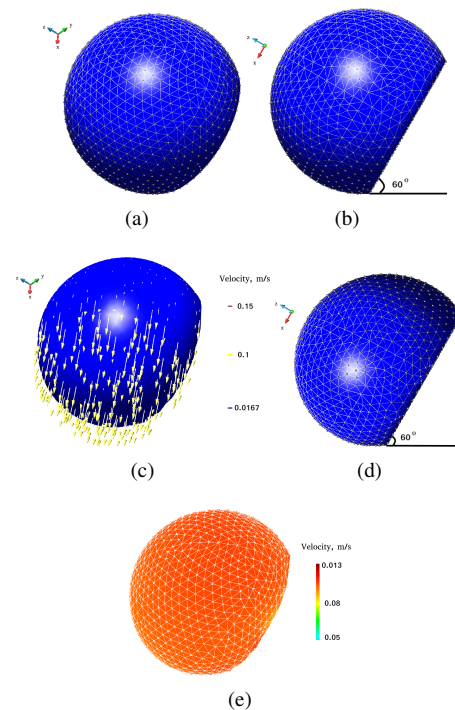 z y
x
z
x
60°
(a)
(b)
z y
x
Velocity, m/s
0.15
0.1
0.0167
z
x
60°
(c)
(d)
Velocity, m/s
0.013
0.08
0.05
(e)